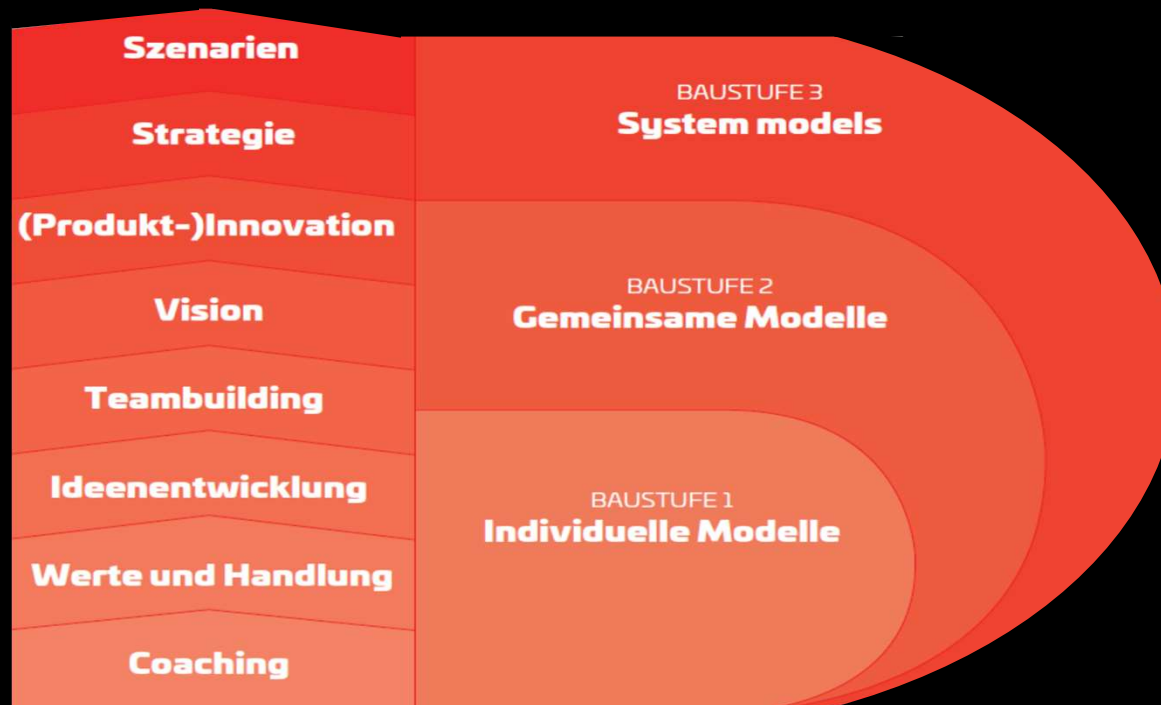 Szenarien
Strategie
(Produkt-)Innovation
Vision
Teambuilding
Ideenentwicklung
Werte und Handlung
Coaching
BAUSTUFE 3
System models
BAUSTUFE 2
Gemeinsame Modelle
BAUSTUFE 1
Individuelle Modelle